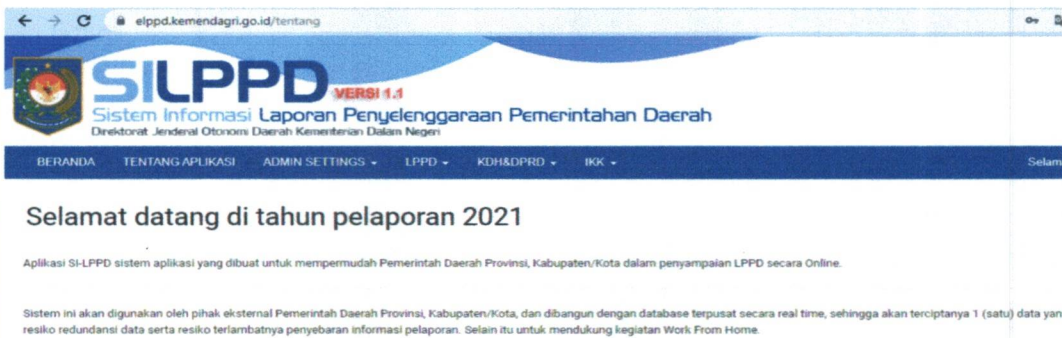 elppd.kemendagri.go.id/tentang
SILPPD VERSI 1.1
Sistem Informasi Laporan Penyelenggaraan Pemerintahan Daerah
Direktorat Jenderal Otonomi Daerah Kementerian Dalam Negeri
BERANDA TENTANG APLIKASI ADMIN SETTINGS LPPD KDH&DPRD IKK Selam
Selamat datang di tahun pelaporan 2021
Aplikasi SI-LPPD sistem aplikasi yang dibuat untuk mempermudah Pemerintah Daerah Provinsi, Kabupaten/Kota dalam penyampaian LPPD secara Online.
Sistem ini akan digunakan oleh pihak eksternal Pemerintah Daerah Provinsi, Kabupaten/Kota, dan dibangun dengan database terpusat secara real time, sehingga akan terciptanya 1 (satu) data yan
resiko redundansi data serta resiko terlambatnya penyebaran informasi pelaporan. Selain itu untuk mendukung kegiatan Work From Home.